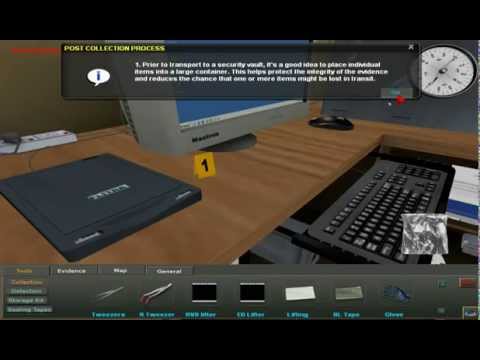 POST COLLECTION PROCESS
1. Prior to transport to a security vault, it's a good idea to place individual
items into a large container. This helps protect the integrity of the evidence
and reduces the chance that one or more items might be lost in transit.
1
Tools
Evidence
Map
General
Collection
Detection
Storage Kit
Sealing Tapes
Tweezers
N Tweezer
Lifting
Glove